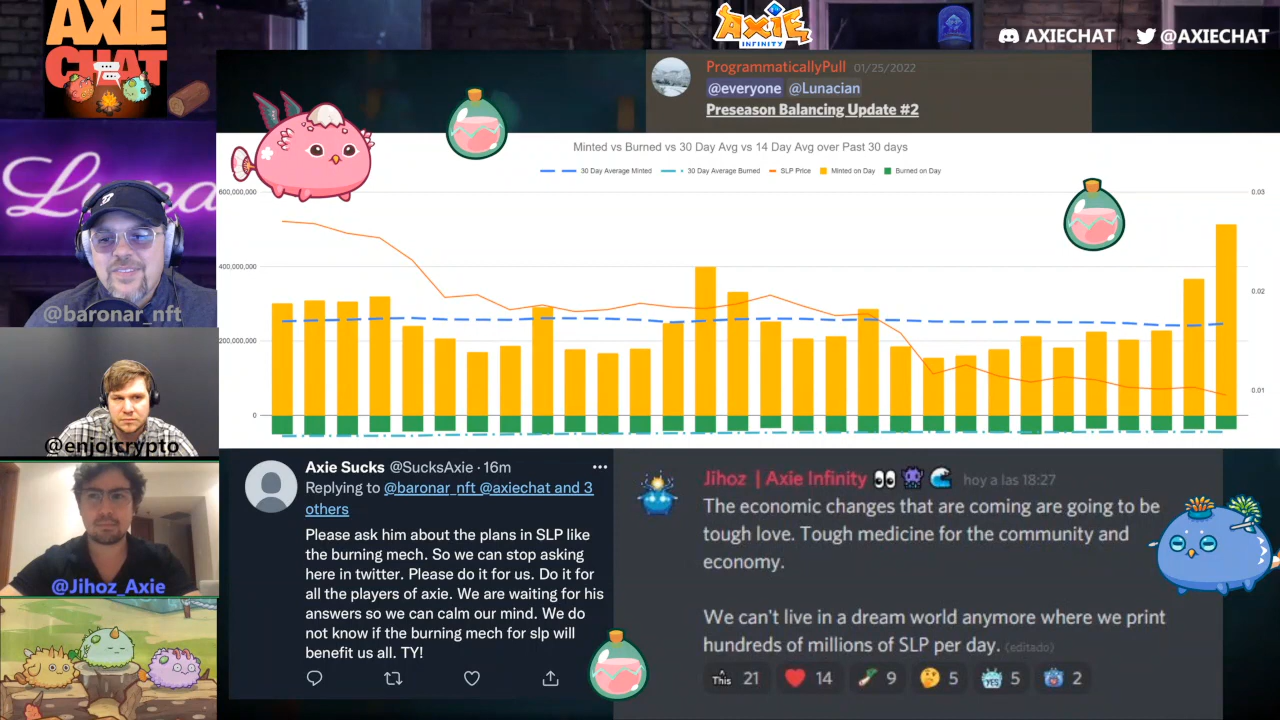 AXIE
CHAT
AXIE
INFINITY
AXIECHAT
@AXIECHAT
ProgrammaticallyPull 01/25/2022
@everyone @Lunacian
Preseason Balancing Update #2
@baronar_nft
@enjoicrypto
@Jihoz_Axie
Minted vs Burned vs 30 Day Avg vs 14 Day Avg over Past 30 days
30 Day Average Minted 30 Day Average Burned SLP Price Minted on Day Burned on Day
600,000,000
400,000,000
200,000,000
0
0.03
0.02
0.01
Axie Sucks @SucksAxie · 16m
Replying to @baronar_nft @axiechat and 3
others
Please ask him about the plans in SLP like
the burning mech. So we can stop asking
here in twitter. Please do it for us. Do it for
all the players of axie. We are waiting for his
answers so we can calm our mind. We do
not know if the burning mech for slp will
benefit us all. TY!
Jihoz | Axie Infinity hoy a las 18:27
The economic changes that are coming are going to be
tough love. Tough medicine for the community and
economy.
We can't live in a dream world anymore where we print
hundreds of millions of SLP per day. (editado)
This 21 14 9 5 YES 5 2